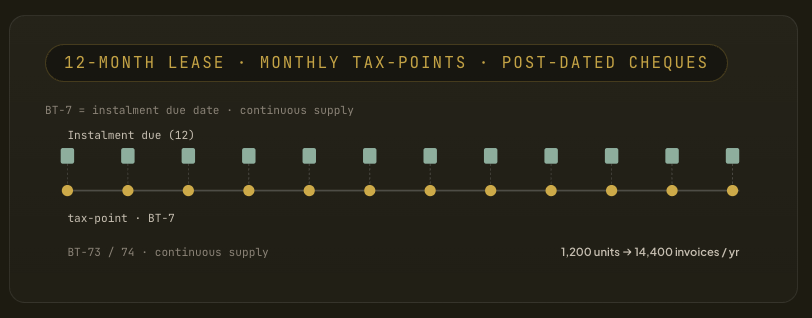 12-MONTH LEASE · MONTHLY TAX-POINTS · POST-DATED CHEQUES
BT-7 = instalment due date · continuous supply
Instalment due (12)
tax-point · BT-7
BT-73 / 74 · continuous supply
1,200 units → 14,400 invoices / yr